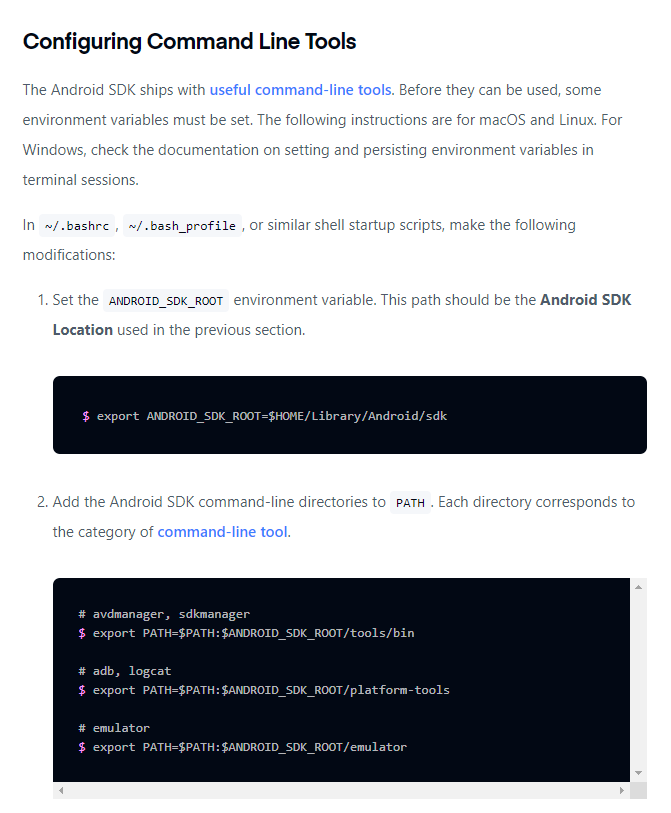 Configuring Command Line Tools
The Android SDK ships with useful command-line tools. Before they can be used, some
environment variables must be set. The following instructions are for macOS and Linux. For
Windows, check the documentation on setting and persisting environment variables in
terminal sessions.
In ~/.bashrc , ~/.bash_profile , or similar shell startup scripts, make the following
modifications:
1. Set the ANDROID_SDK_ROOT environment variable. This path should be the Android SDK
Location used in the previous section.
$ export ANDROID_SDK_ROOT=$HOME/Library/Android/sdk
2. Add the Android SDK command-line directories to PATH . Each directory corresponds to
the category of command-line tool.
# avdmanager, sdkmanager
$ export PATH=$PATH:$ANDROID_SDK_ROOT/tools/bin
# adb, logcat
$ export PATH=$PATH:$ANDROID_SDK_ROOT/platform-tools
# emulator
$ export PATH=$PATH:$ANDROID_SDK_ROOT/emulator